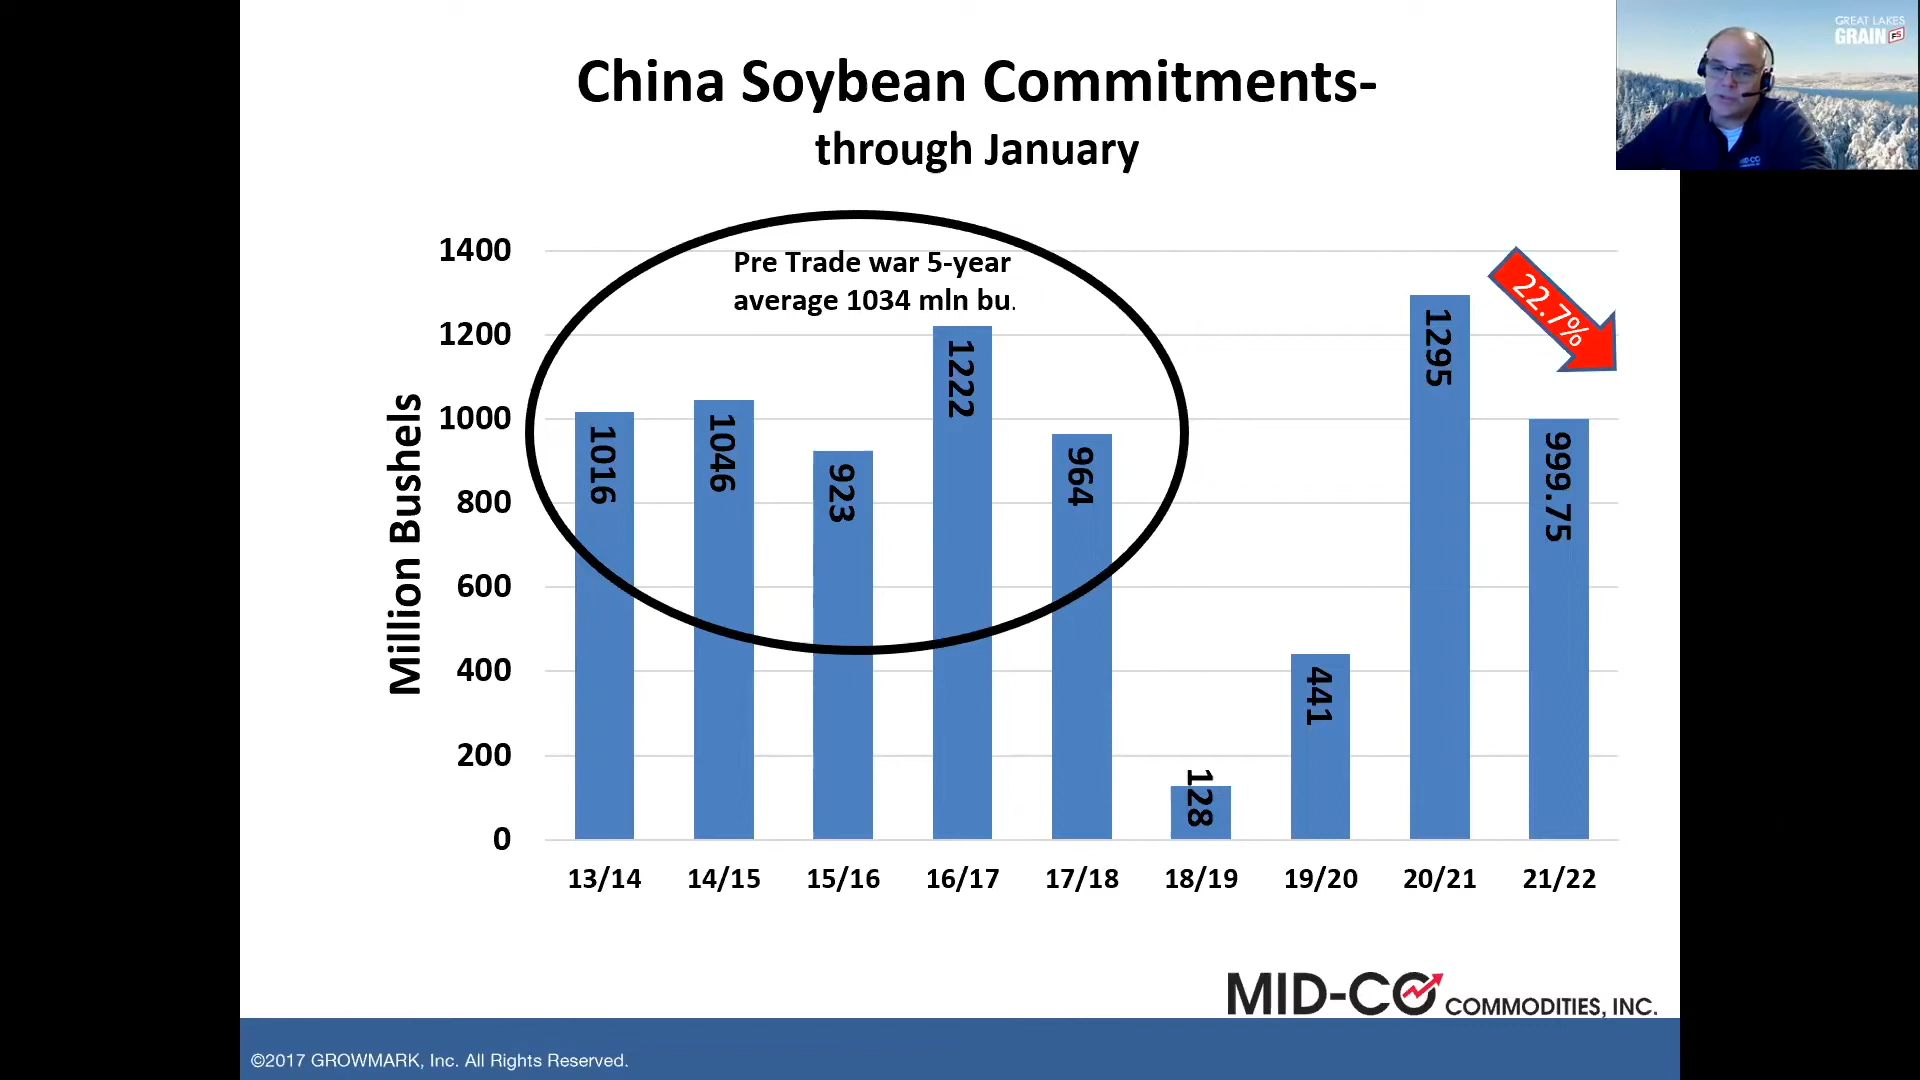 China Soybean Commitments-
through January
GREAT LAKES
GRAIN FS
Pre Trade war 5-year
average 1034 mln bu.
22.7%
Million Bushels
1400
1200
1000
800
600
400
200
0
1016
1046
923
1222
964
128
441
1295
999.75
13/14
14/15
15/16
16/17
17/18
18/19
19/20
20/21
21/22
MID-CO
MID-CO COMMODITIES, INC.
©2017 GROWMARK, Inc. All Rights Reserved.